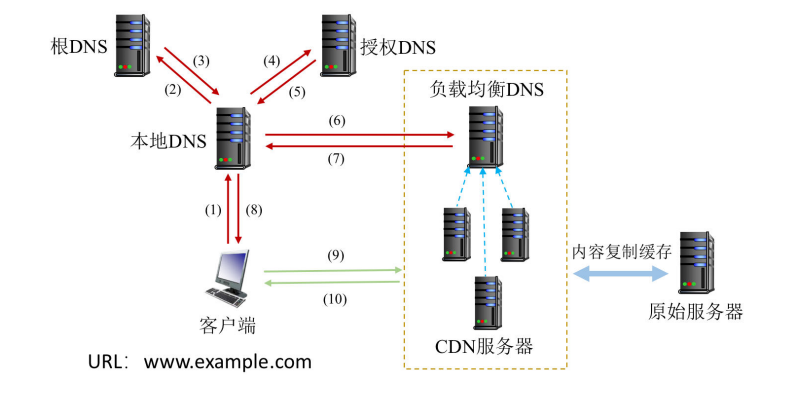 根DNS
(3)
(2)
(4)
(5)
授权DNS
负载均衡DNS
本地DNS
(6)
(7)
(1)
(8)
(9)
(10)
内容复制缓存
客户端
CDN服务器
原始服务器
URL: www.example.com